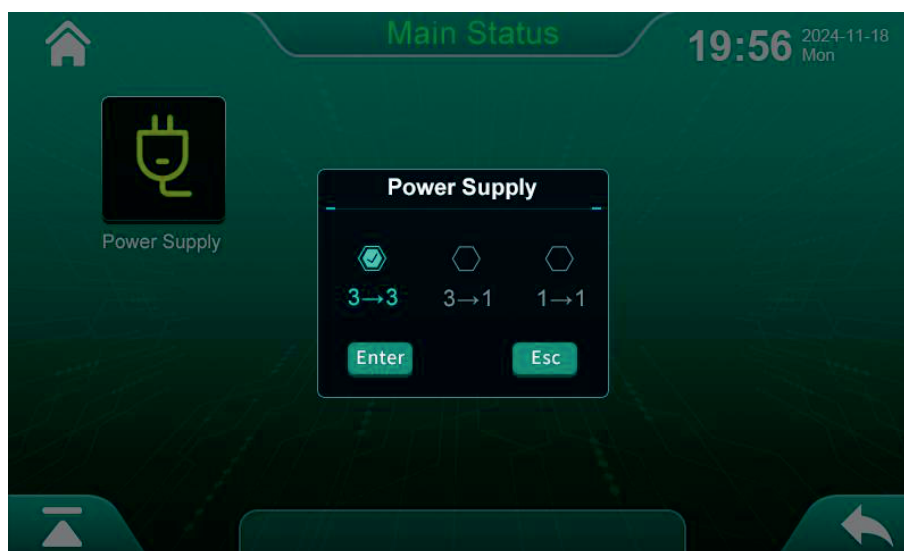 Main Status
19:56
2024-11-18
Mon
Power Supply
Power Supply
3→3
3→1
1→1
Enter
Esc